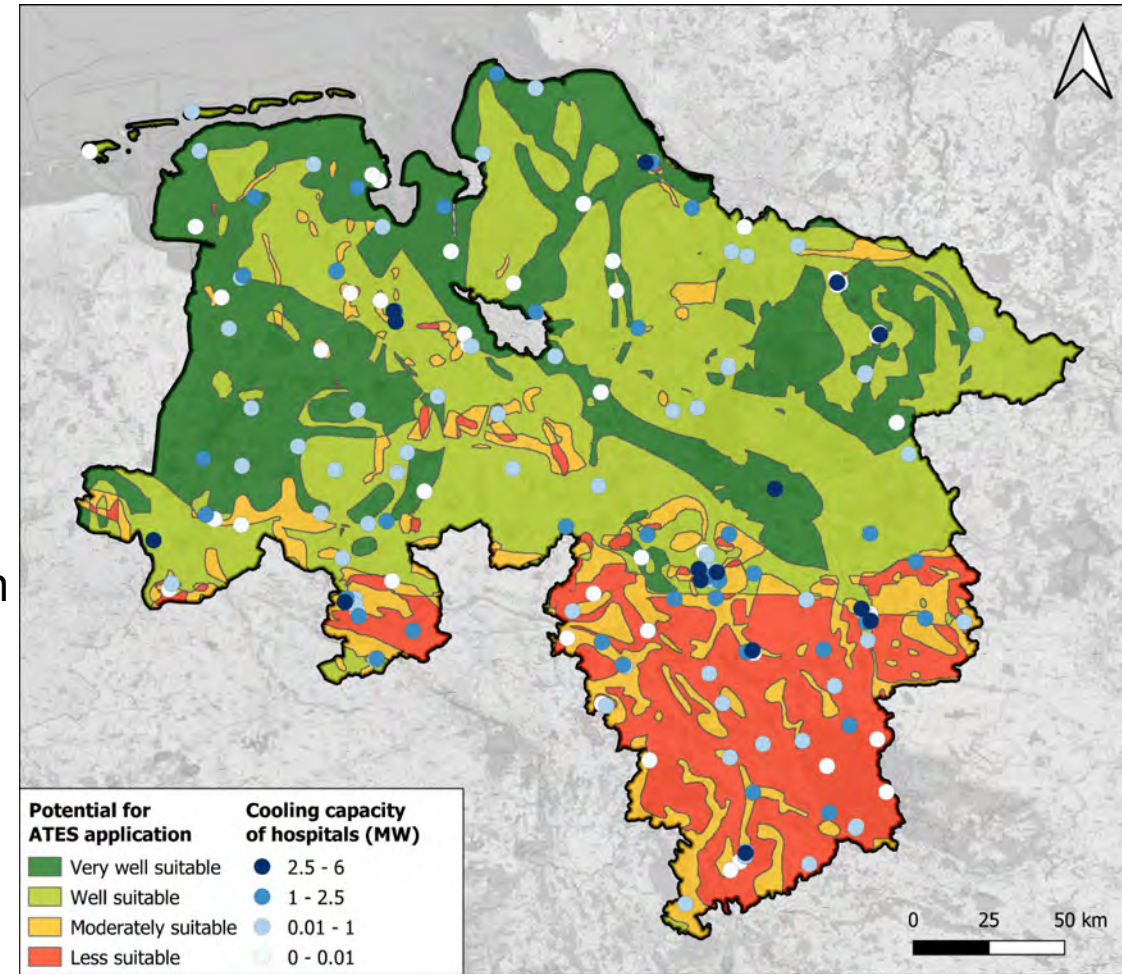 n
Potential for
ATES application
Very well suitable
Well suitable
Moderately suitable
Less suitable
Cooling capacity
of hospitals (MW)
2.5 - 6
1 - 2.5
0.01 - 1
0 - 0.01
0 25 50 km